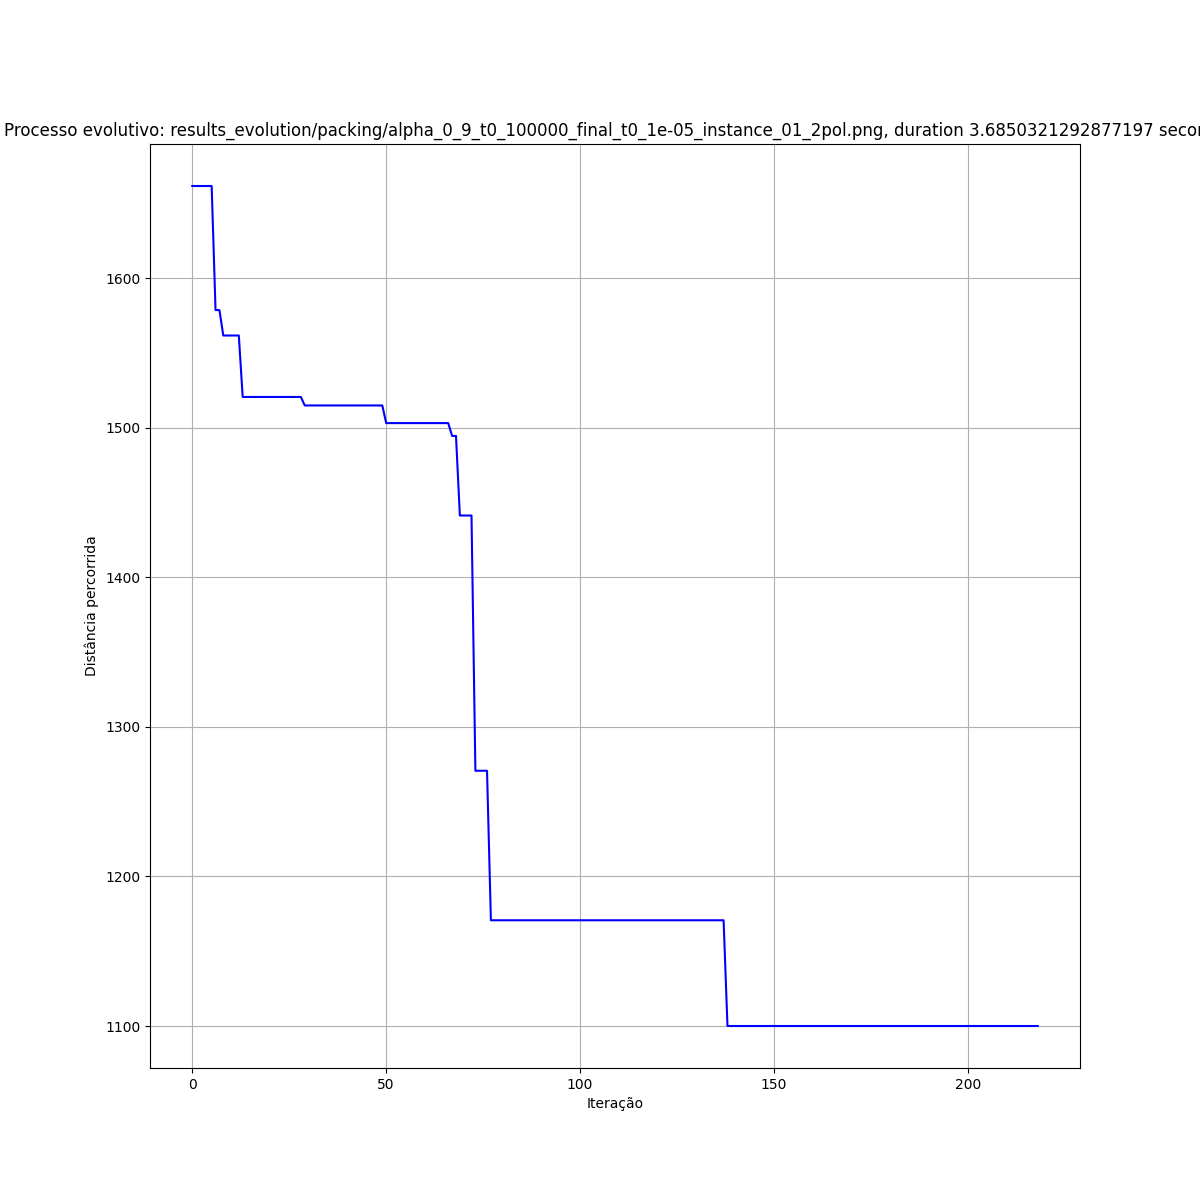 Processo evolutivo: results_evolution/packing/alpha_0_9_t0_100000_final_t0_1e-05_instance_01_2pol.png, duration 3.6850321292877197
1600
1500
1400
1300
1200
1100
Distância percorrida
0 50 100 150 200
Iteração